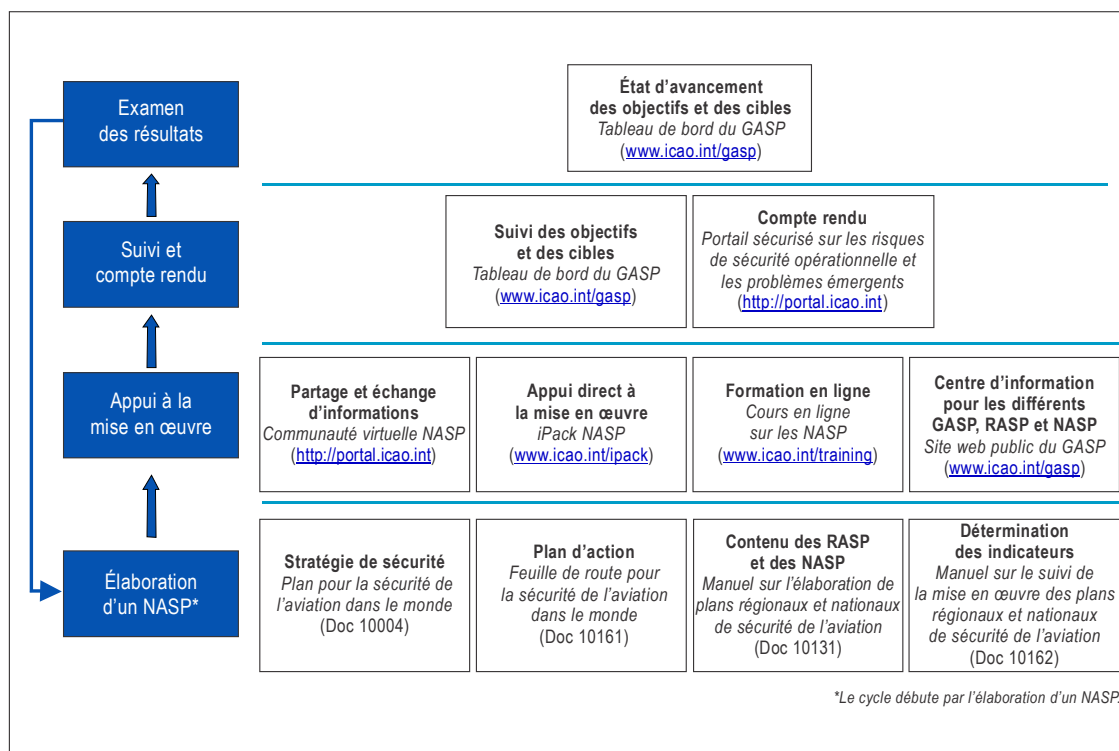 Examen
des résultats
État d'avancement
des objectifs et des cibles
Tableau de bord du GASP
(www.icao.int/gasp)
Suivi et
compte rendu
Suivi des objectifs
et des cibles
Tableau de bord du GASP
(www.icao.int/gasp)
Compte rendu
Portail sécurisé sur les risques
de sécurité opérationnelle et
les problèmes émergents
(http://portal.icao.int)
Appui à la
mise en œuvre
Partage et échange
d'informations
Communauté virtuelle NASP
(http://portal.icao.int)
Appui direct à
la mise en œuvre
iPack NASP
(www.icao.int/ipack)
Formation en ligne
Cours en ligne
sur les NASP
(www.icao.int/training)
Centre d'information
pour les différents
GASP, RASP et NASP
Site web public du GASP
(www.icao.int/gasp)
Élaboration
d'un NASP*
Stratégie de sécurité
Plan pour la sécurité de
l'aviation dans le monde
(Doc 10004)
Plan d'action
Feuille de route pour
la sécurité de l'aviation
dans le monde
(Doc 10161)
Contenu des RASP
et des NASP
Manuel sur l'élaboration de
plans régionaux et nationaux
de sécurité de l'aviation
(Doc 10131)
Détermination
des indicateurs
Manuel sur le suivi de
la mise en œuvre des plans
régionaux et nationaux
de sécurité de l'aviation
(Doc 10162)
*Le cycle débute par l'élaboration d'un NASP.